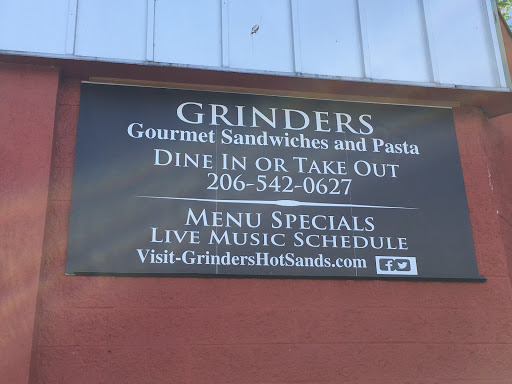 GRINDERS
Gourmet Sandwiches and Pasta
DINE IN OR TAKE OUT
206-542-0627
MENU SPECIALS
LIVE MUSIC SCHEDULE
Visit-GrindersHotSands.com f